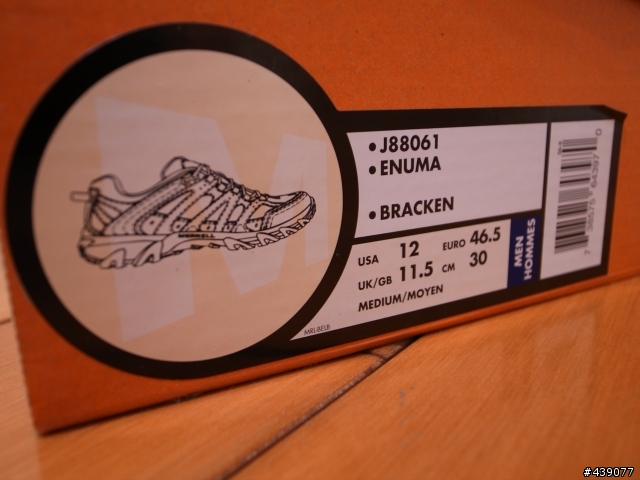 J88061
ENUMA
BRACKEN
USA 12 EURO 46.5
UK/GB 11.5 CM 30
MEDIUM/MOYEN
MEN
HOMMES
MERRELL
#439077